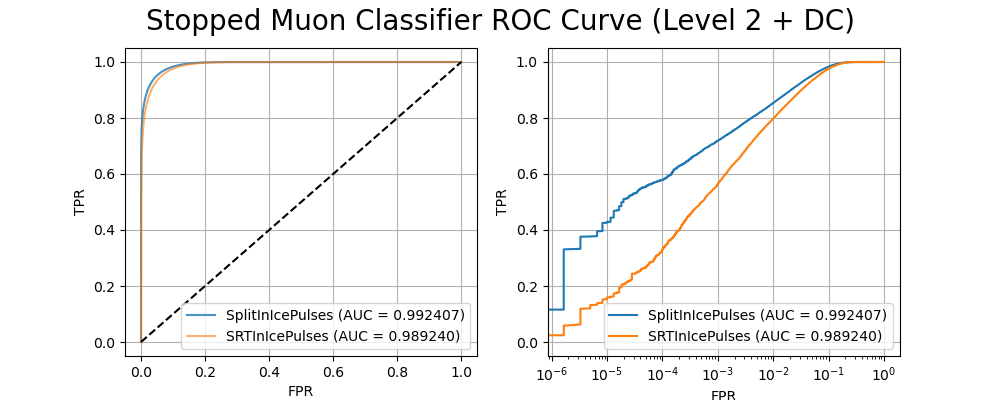 Stopped Muon Classifier ROC Curve (Level 2 + DC)
1.0
0.8
0.6
0.4
0.2
0.0
TPR
SplitInIcePulses (AUC = 0.992407)
SRTInIcePulses (AUC = 0.989240)
0.0 0.2 0.4 0.6 0.8 1.0
FPR
1.0
0.8
0.6
0.4
0.2
0.0
TPR
SplitInIcePulses (AUC = 0.992407)
SRTInIcePulses (AUC = 0.989240)
10⁻⁶ 10⁻⁵ 10⁻⁴ 10⁻³ 10⁻² 10⁻¹ 10⁰
FPR